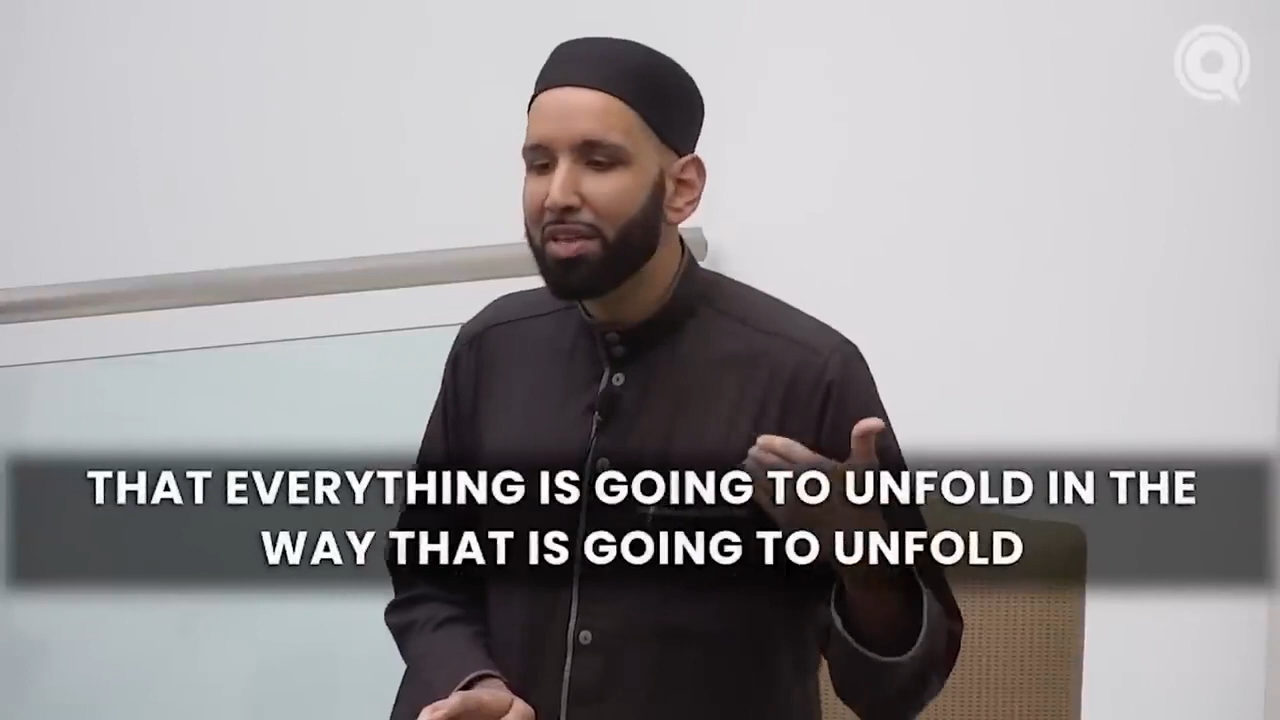 THAT EVERYTHING IS GOING TO UNFOLD IN THE
WAY THAT IS GOING TO UNFOLD